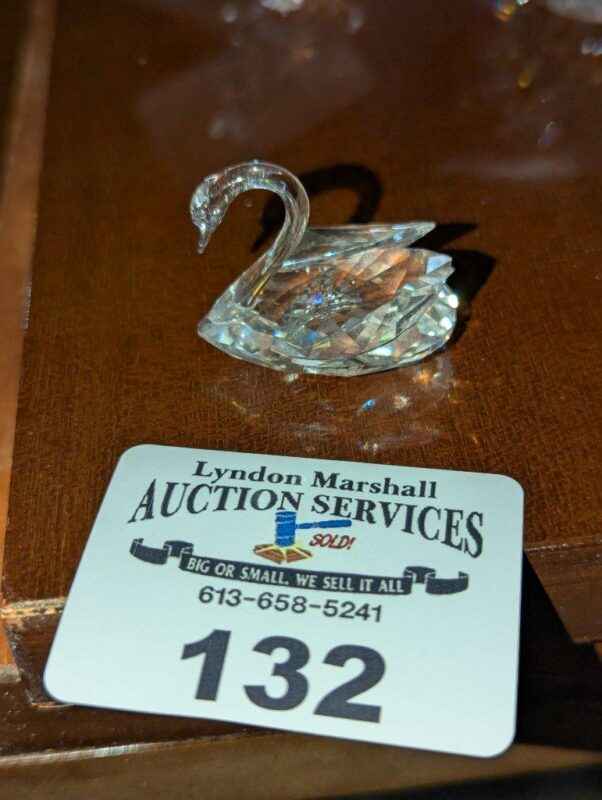 Lyndon Marshall
AUCTION SERVICES
SOLD!
BIG OR SMALL, WE SELL IT ALL
613-658-5241
132